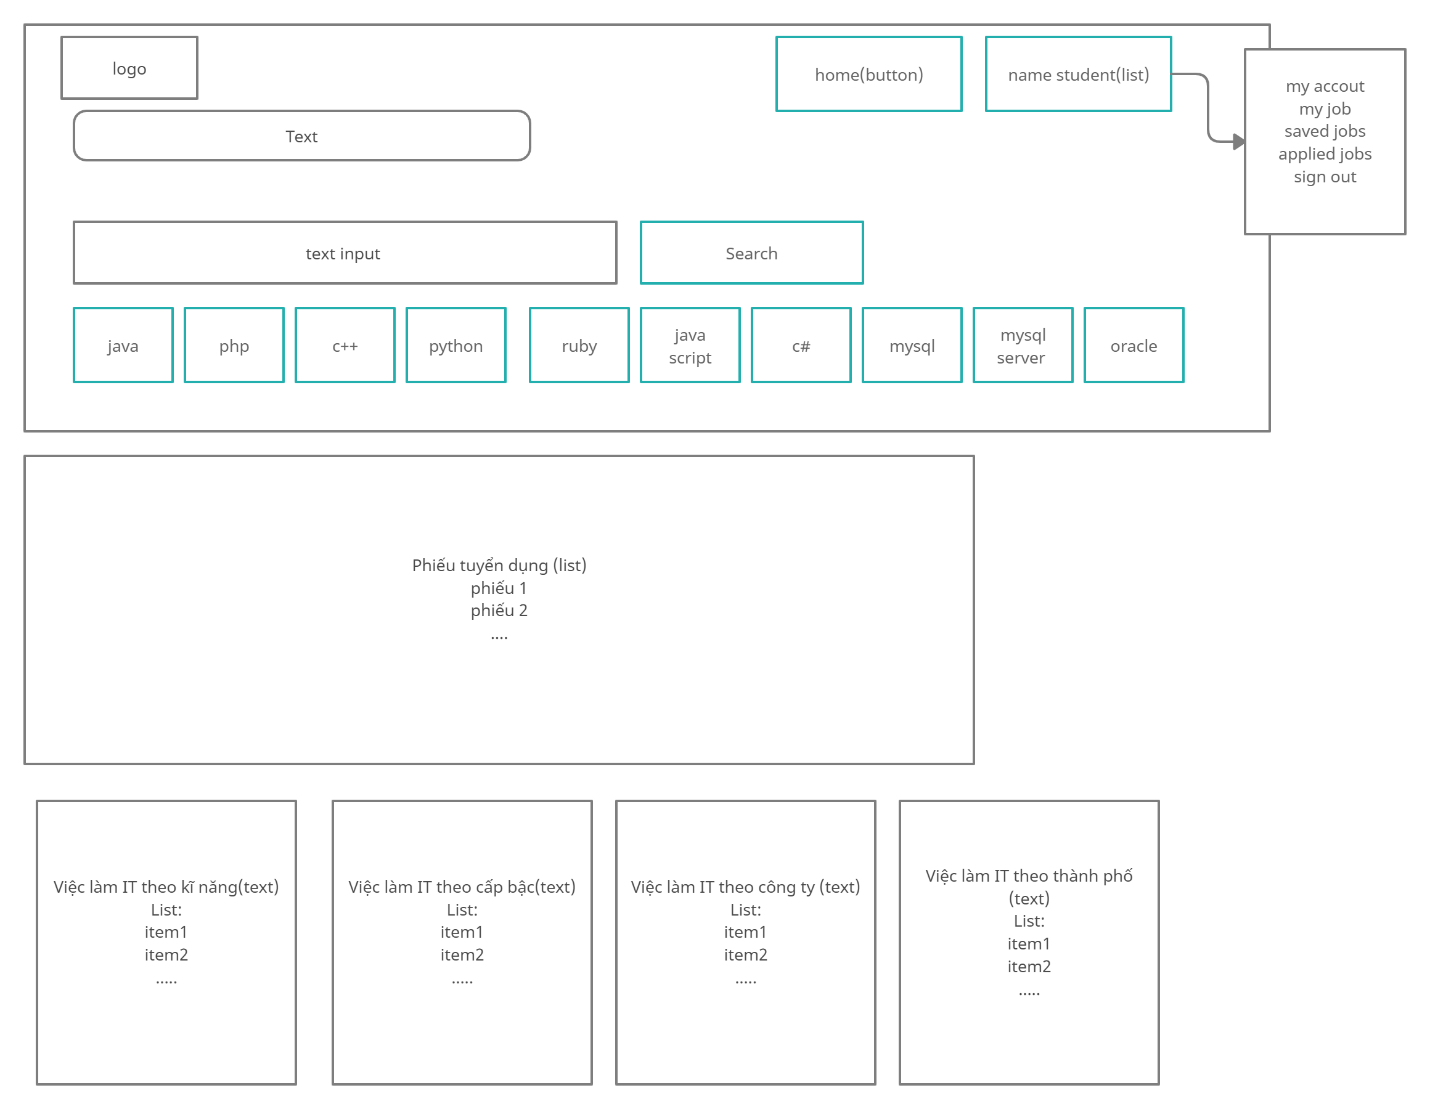 logo
home(button)
name student(list)
my accout
my job
saved jobs
applied jobs
sign out
Text
text input
Search
java
php
c++
python
ruby
java
script
c#
mysql
mysql
server
oracle
Phiếu tuyển dụng (list)
phiếu 1
phiếu 2
....
Việc làm IT theo kĩ năng(text)
List:
item1
item2
.....
Việc làm IT theo cấp bậc(text)
List:
item1
item2
.....
Việc làm IT theo công ty (text)
List:
item1
item2
.....
Việc làm IT theo thành phố
(text)
List:
item1
item2
.....